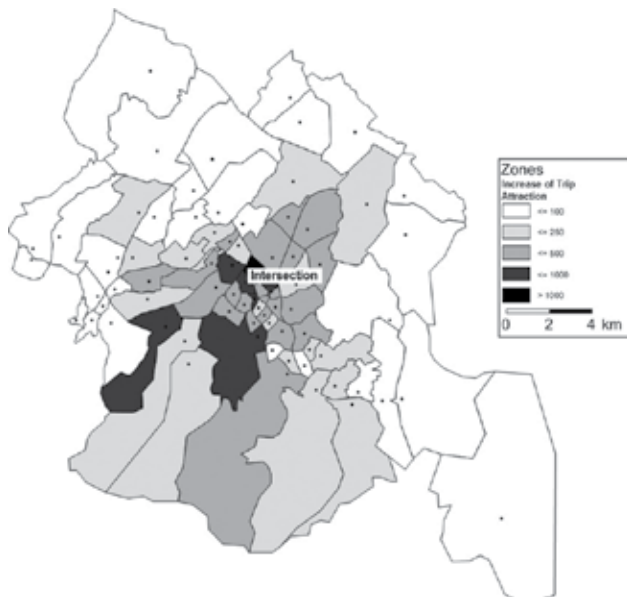 Intersection
Zones
Increase of Trip
Attraction
<= 100
<= 250
<= 500
<= 1000
> 1000
0 2 4 km